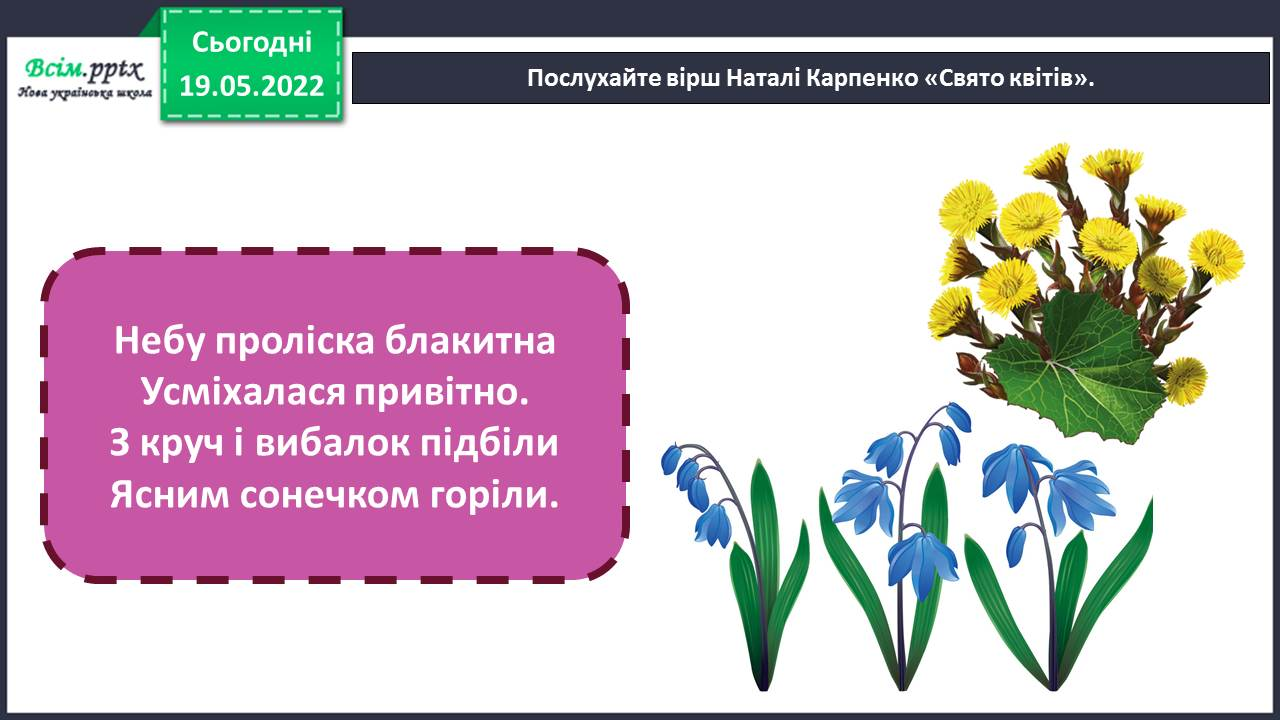 Всім.pptx
Нова українська школа
Сьогодні
19.05.2022
Послухайте вірш Наталі Карпенко «Свято квітів».
Небу проліска блакитна
Усміхалася привітно.
З круч і вибалок підбіли
Ясним сонечком горіли.